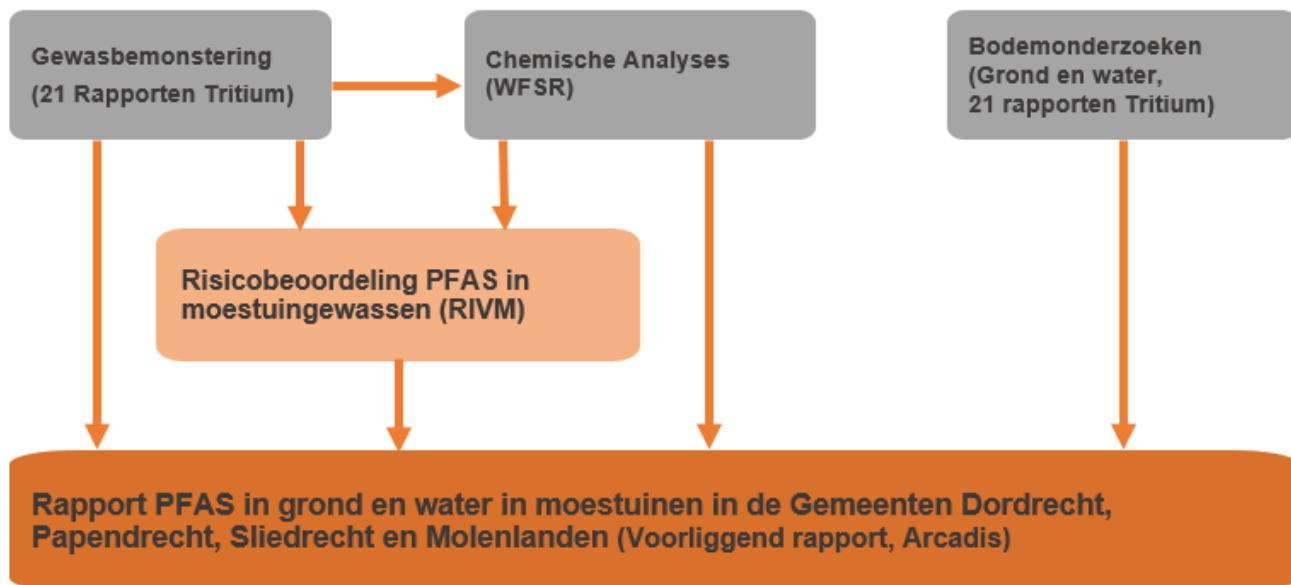 Gewasbemonstering
(21 Rapporten Tritium)
Chemische Analyses
(WFSR)
Bodemonderzoeken
(Grond en water,
21 rapporten Tritium)
Risicobeoordeling PFAS in
moestuingewassen (RIVM)
Rapport PFAS in grond en water in moestuinen in de Gemeenten Dordrecht,
Papendrecht, Sliedrecht en Molenlanden (Voorliggend rapport, Arcadis)